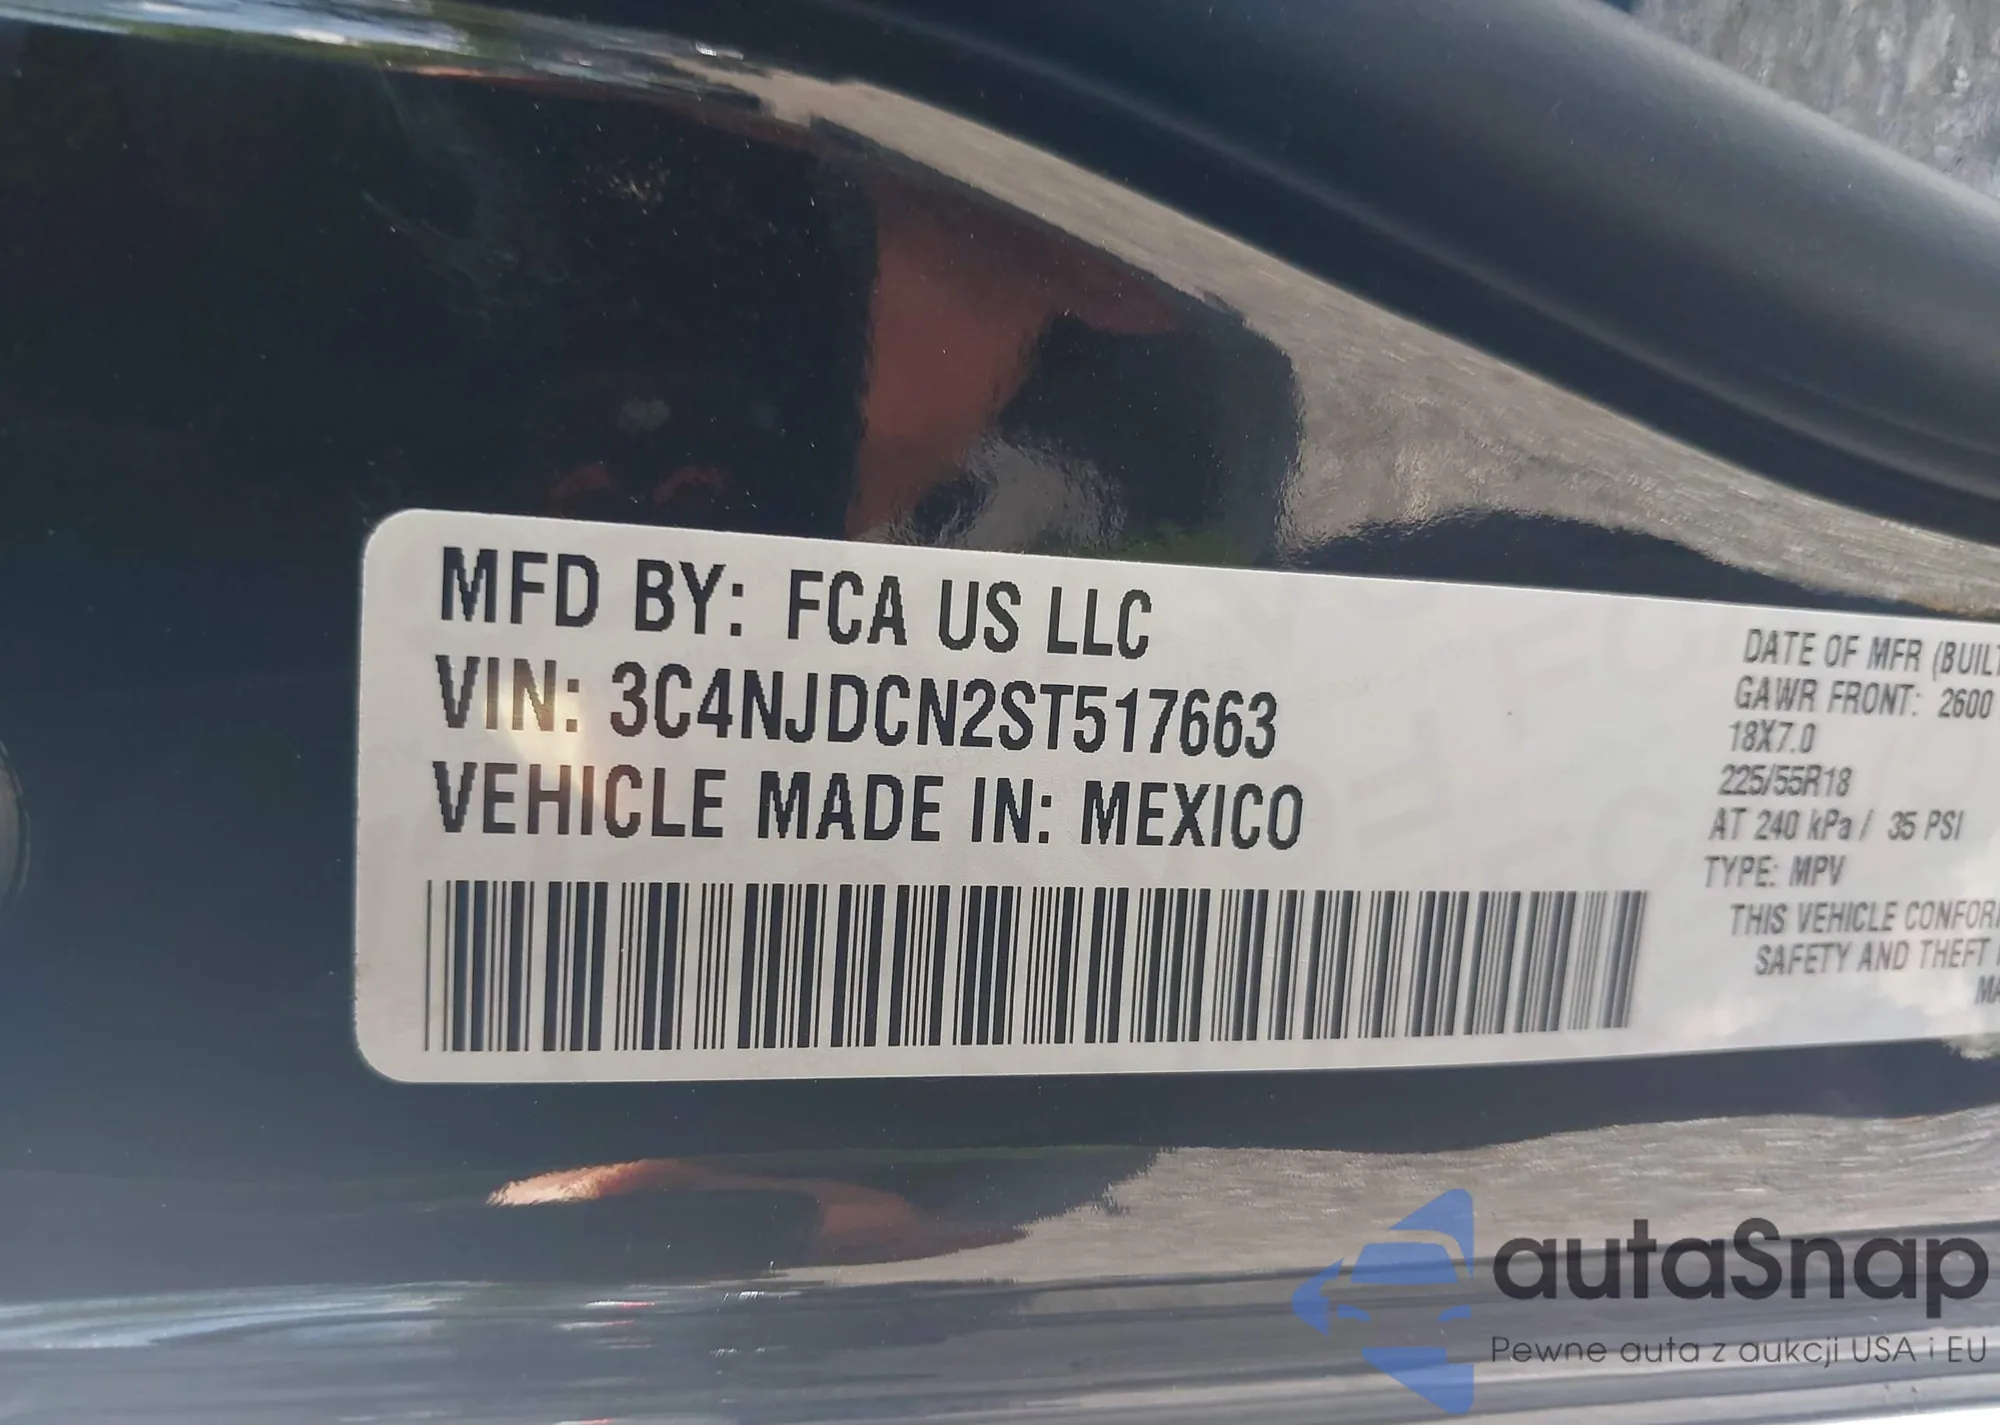 MFD BY: FCA US LLC
VIN: 3C4NJDCN2ST517663
VEHICLE MADE IN: MEXICO
DATE OF MFR (BUILT
GAWR FRONT: 2600
18X7.0
225/55R18
AT 240 kPa / 35 PSI
TYPE: MPV
THIS VEHICLE CONFOR
SAFETY AND THEFT
MA
autaSnap
Pewne auta z aukcji USA i EU